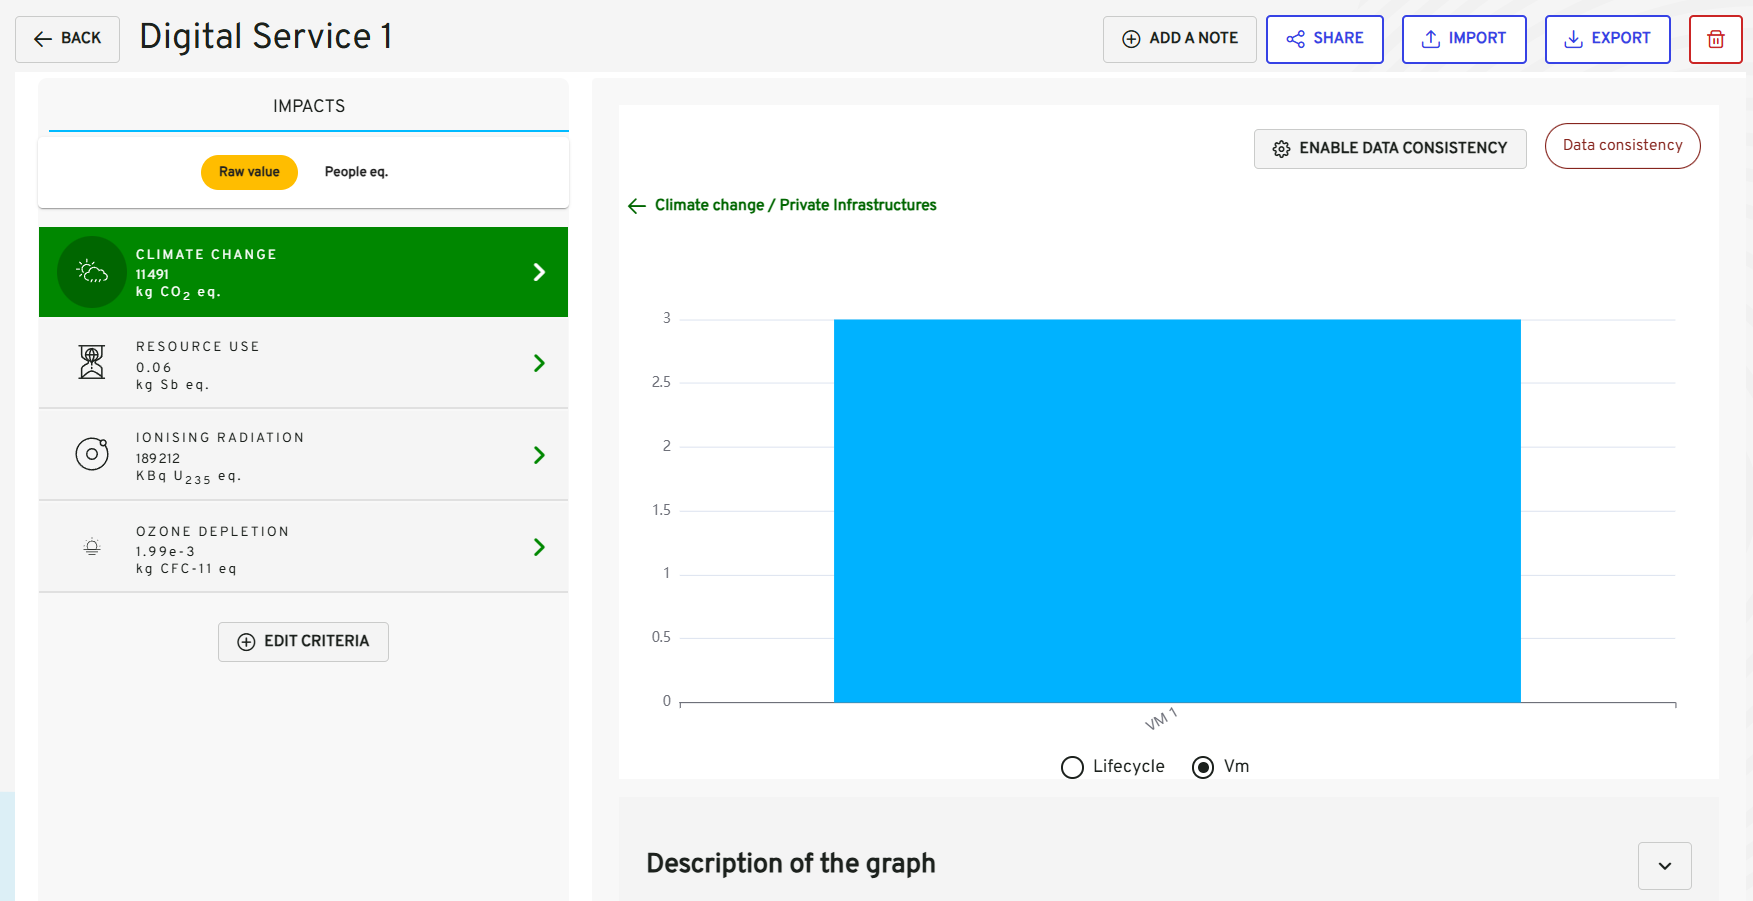 BACK
Digital Service 1
ADD A NOTE
SHARE
IMPORT
EXPORT
IMPACTS
Raw value
People eq.
CLIMATE CHANGE
11491
kg CO2 eq.
RESOURCE USE
0.06
kg Sb eq.
IONISING RADIATION
189212
KBq U235 eq.
OZONE DEPLETION
1.99e-3
kg CFC-11 eq
EDIT CRITERIA
ENABLE DATA CONSISTENCY
Data consistency
Climate change / Private Infrastructures
3
2.5
2
1.5
1
0.5
0
VM 1
Lifecycle
Vm
Description of the graph